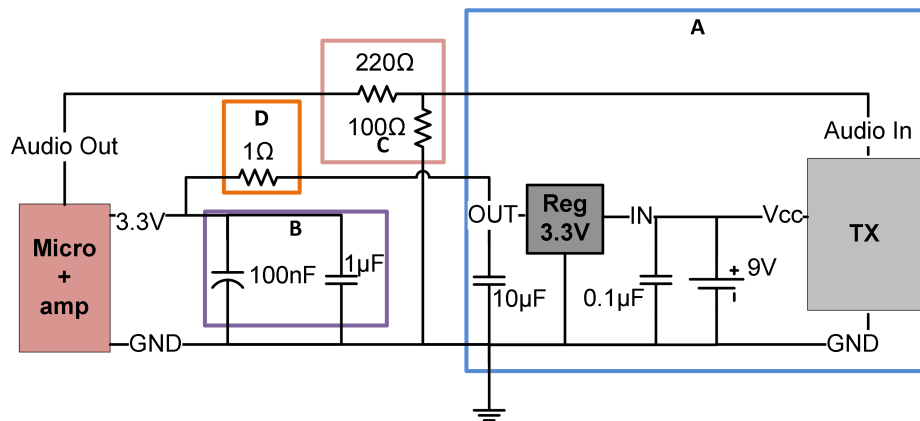 A
220Ω
D
100Ω
C
Audio Out
1Ω
Audio In
3.3V
OUT
Reg
3.3V
IN
Vcc
TX
Micro
+
amp
B
100nF
1µF
10µF
0.1µF
+
9V
-
GND
GND